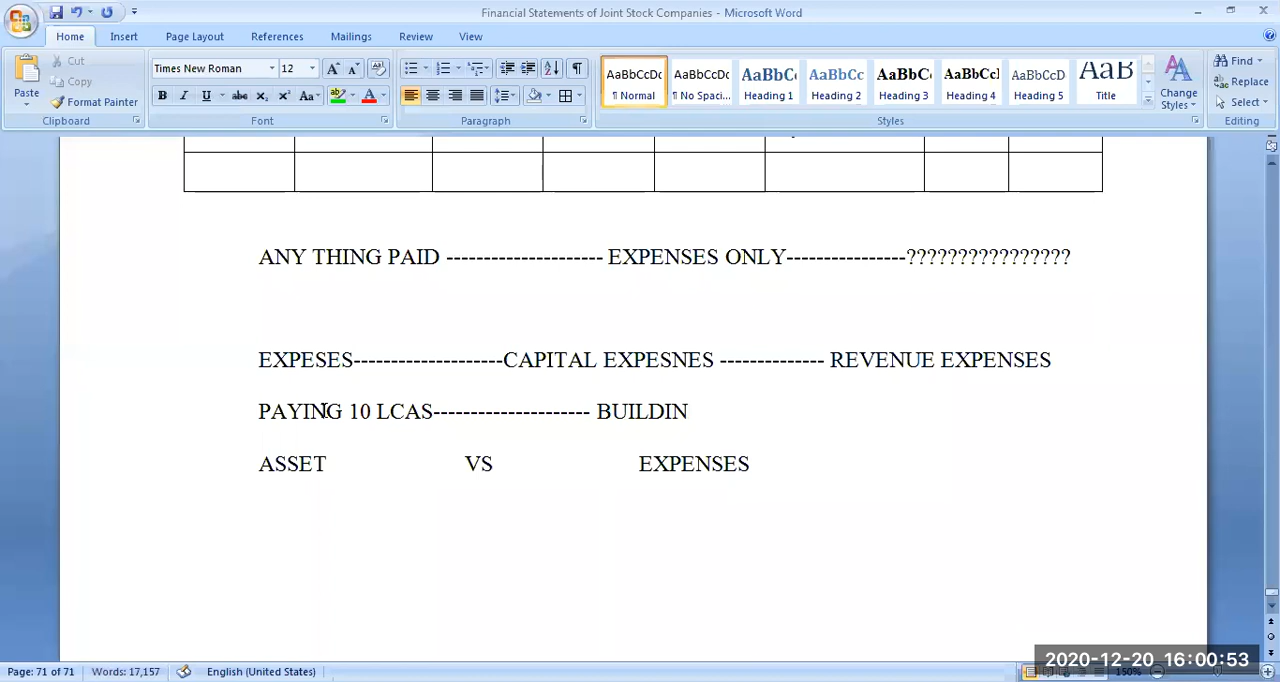 Financial Statements of Joint Stock Companies - Microsoft Word
Home Insert Page Layout References Mailings Review View
Paste Cut Copy Format Painter
Times New Roman 12
AaBbCcDc AaBbCcDc AaBbC AaBbCc AaBbC AaBbCcI AaBbCcD AaB
¶ Normal ¶ No Spaci... Heading 1 Heading 2 Heading 3 Heading 4 Heading 5 Title
Change Styles
Find Replace Select
Clipboard Font Paragraph Styles Editing
ANY THING PAID --------------------- EXPENSES ONLY----------------????????????????
EXPESES--------------------CAPITAL EXPESNES -------------- REVENUE EXPENSES
PAYING 10 LCAS--------------------- BUILDIN
ASSET VS EXPENSES
Page: 71 of 71 Words: 17,157 English (United States) 150%
2020-12-20 16:00:53